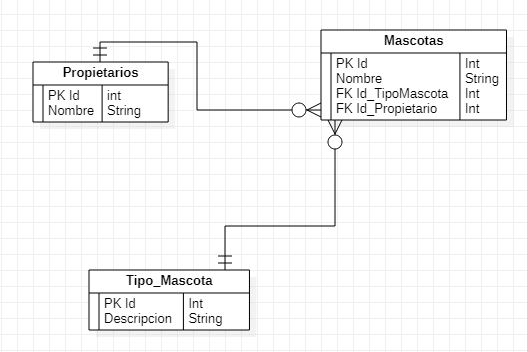 Propietarios
PK Id int
Nombre String
Mascotas
PK Id Int
Nombre String
FK Id_TipoMascota Int
FK Id_Propietario Int
Tipo_Mascota
PK Id Int
Descripcion String